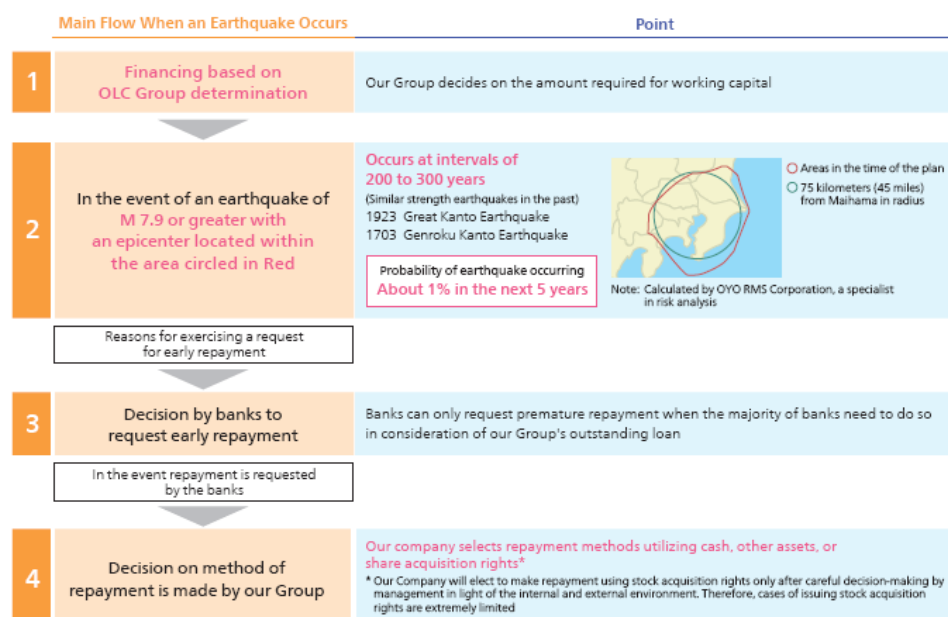 Main Flow When an Earthquake Occurs
Point
1
Financing based on
OLC Group determination
Our Group decides on the amount required for working capital
2
In the event of an earthquake of
M 7.9 or greater with
an epicenter located within
the area circled in Red
Occurs at intervals of
200 to 300 years
(Similar strength earthquakes in the past)
1923 Great Kanto Earthquake
1703 Genroku Kanto Earthquake
Probability of earthquake occurring
About 1% in the next 5 years
Areas in the time of the plan
75 kilometers (45 miles)
from Maihama in radius
Note: Calculated by OYO RMS Corporation, a specialist
in risk analysis
Reasons for exercising a request
for early repayment
3
Decision by banks to
request early repayment
Banks can only request premature repayment when the majority of banks need to do so
in consideration of our Group's outstanding loan
In the event repayment is requested
by the banks
4
Decision on method of
repayment is made by our Group
Our company selects repayment methods utilizing cash, other assets, or
share acquisition rights*
* Our Company will elect to make repayment using stock acquisition rights only after careful decision-making by
management in light of the internal and external environment. Therefore, cases of issuing stock acquisition
rights are extremely limited